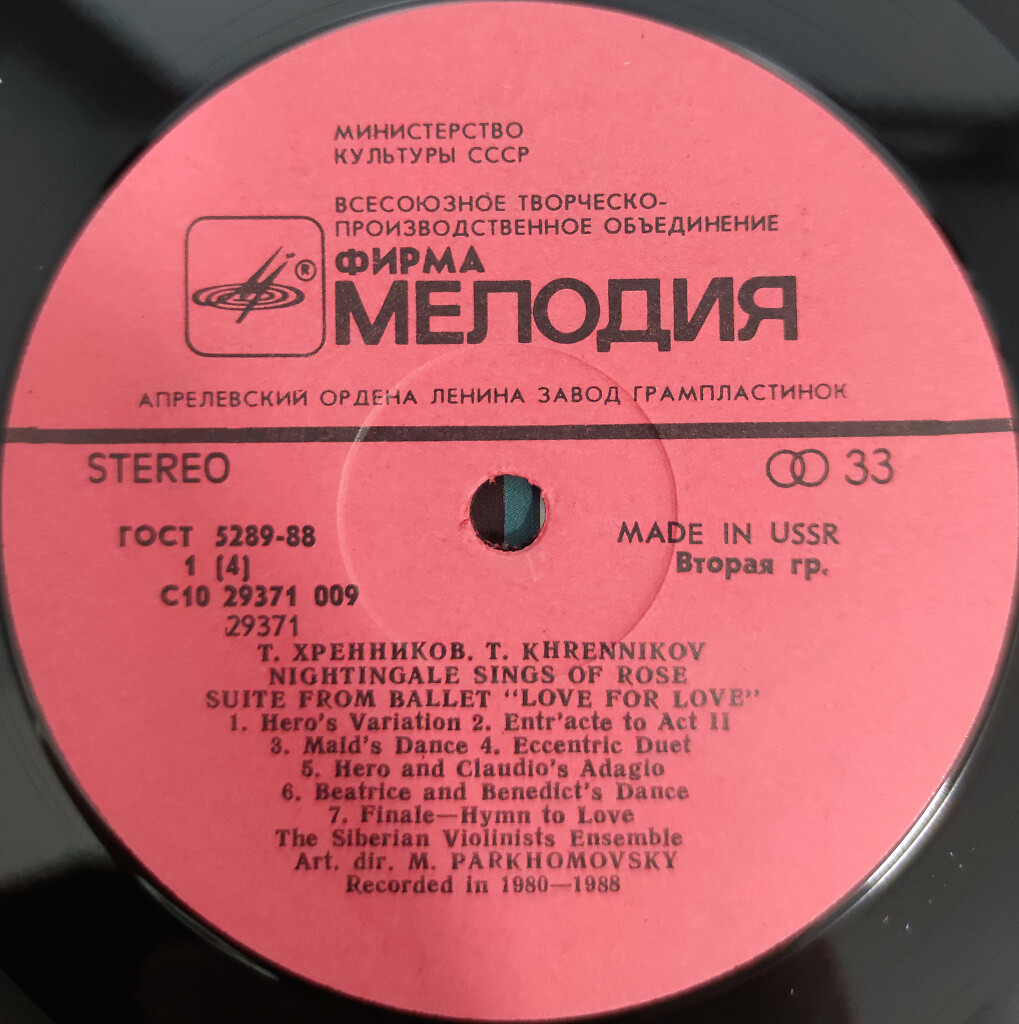 МИНИСТЕРСТВО
КУЛЬТУРЫ СССР
ВСЕСОЮЗНОЕ ТВОРЧЕСКО-
ПРОИЗВОДСТВЕННОЕ ОБЪЕДИНЕНИЕ
ФИРМА
®
МЕЛОДИЯ
АПРЕЛЕВСКИЙ ОРДЕНА ЛЕНИНА ЗАВОД ГРАМПЛАСТИНОК
STEREO
33
ГОСТ 5289-88
MADE IN USSR
1 (4)
Вторая гр.
С10 29371 009
29371
Т. ХРЕННИКОВ. T. KHRENNIKOV
NIGHTINGALE SINGS OF ROSE
SUITE FROM BALLET "LOVE FOR LOVE"
1. Hero's Variation 2. Entr'acte to Act II
3. Maid's Dance 4. Eccentric Duet
5. Hero and Claudio's Adagio
6. Beatrice and Benedict's Dance
7. Finale—Hymn to Love
The Siberian Violinists Ensemble
Art. dir. M. PARKHOMOVSKY
Recorded in 1980—1988